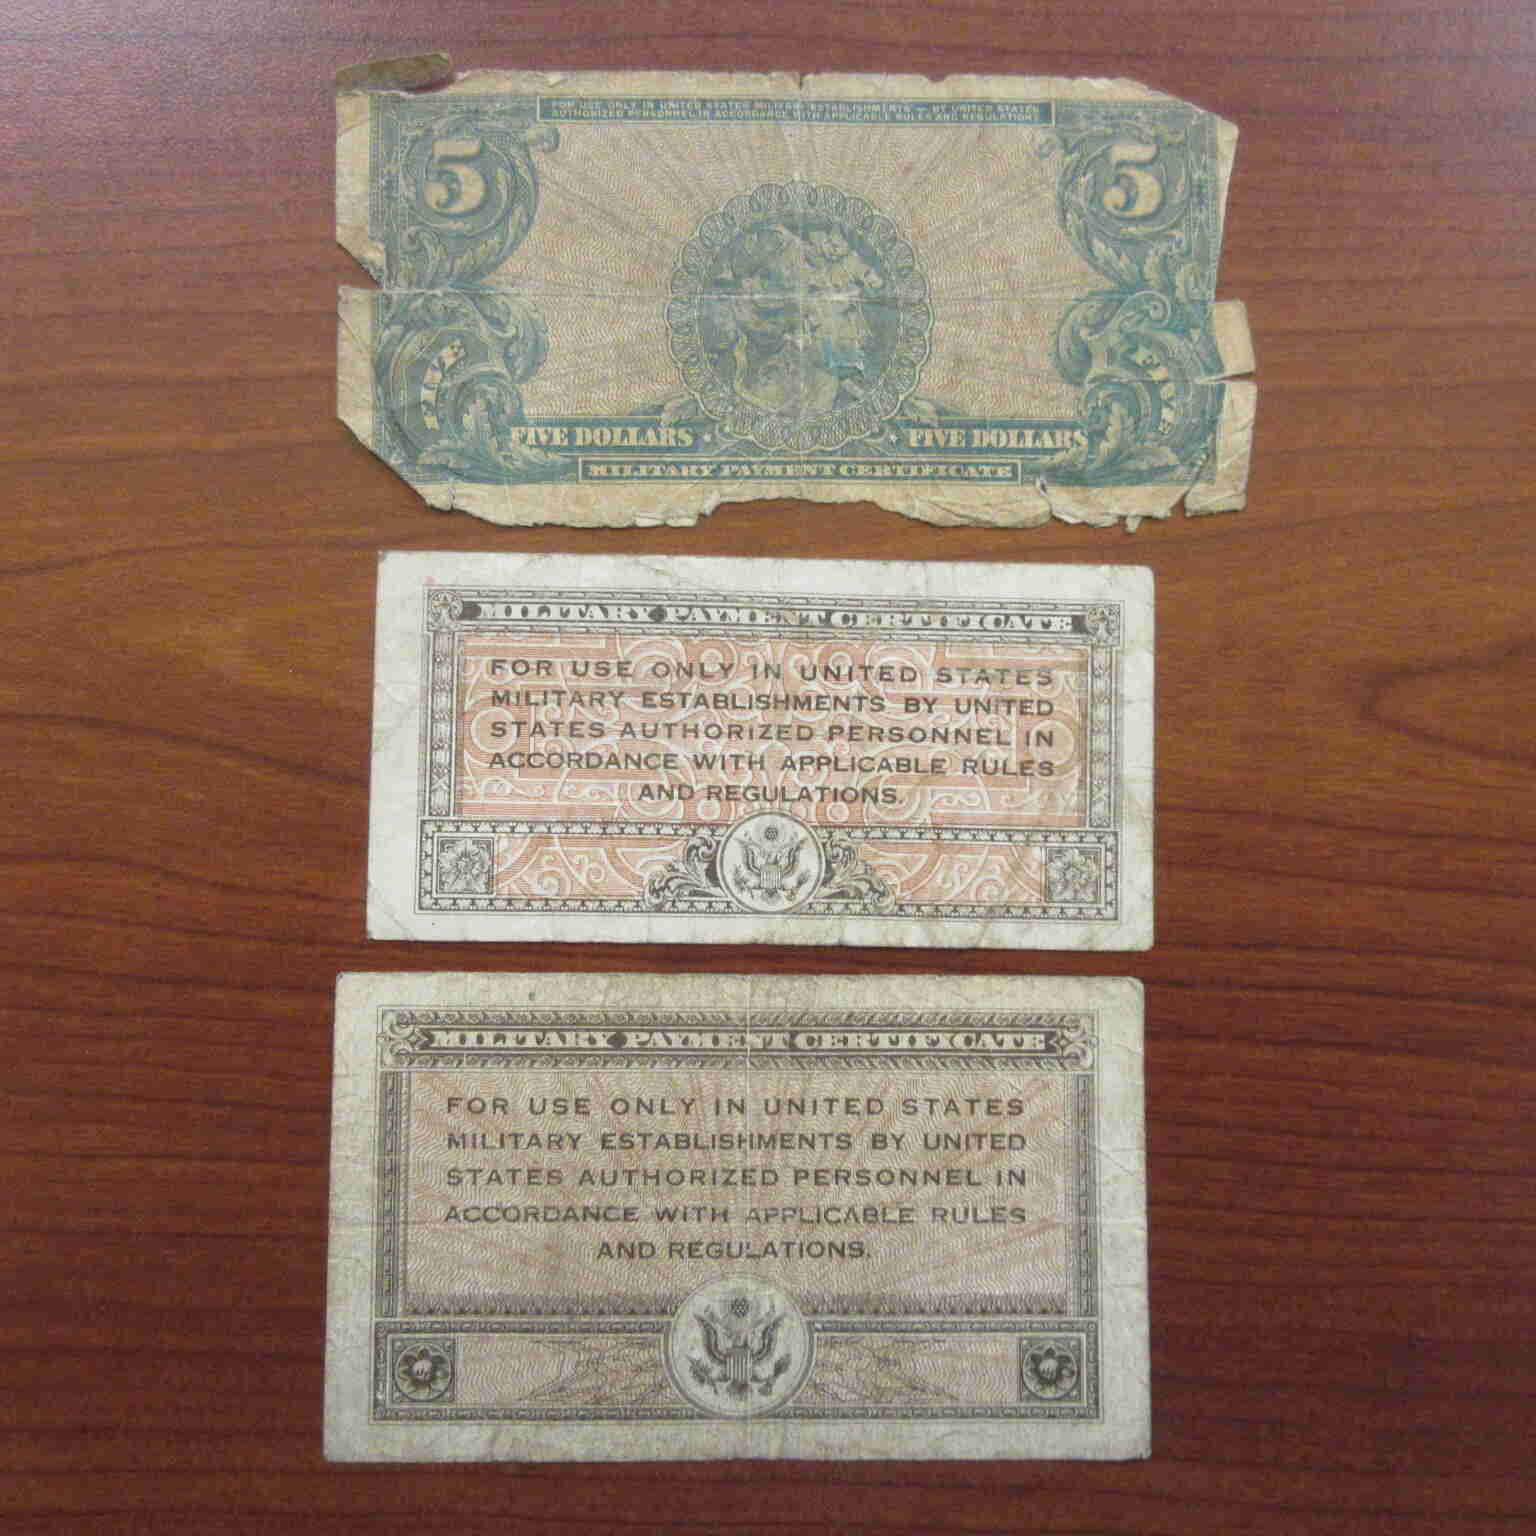 FOR USE ONLY IN UNITED STATES MILITARY ESTABLISHMENTS — BY UNITED STATES
AUTHORIZED PERSONNEL IN ACCORDANCE WITH APPLICABLE RULES AND REGULATIONS
5 5
FIVE FIVE
FIVE DOLLARS FIVE DOLLARS
MILITARY PAYMENT CERTIFICATE
MILITARY PAYMENT CERTIFICATE
FOR USE ONLY IN UNITED STATES
MILITARY ESTABLISHMENTS BY UNITED
STATES AUTHORIZED PERSONNEL IN
ACCORDANCE WITH APPLICABLE RULES
AND REGULATIONS.
MILITARY PAYMENT CERTIFICATE
FOR USE ONLY IN UNITED STATES
MILITARY ESTABLISHMENTS BY UNITED
STATES AUTHORIZED PERSONNEL IN
ACCORDANCE WITH APPLICABLE RULES
AND REGULATIONS.